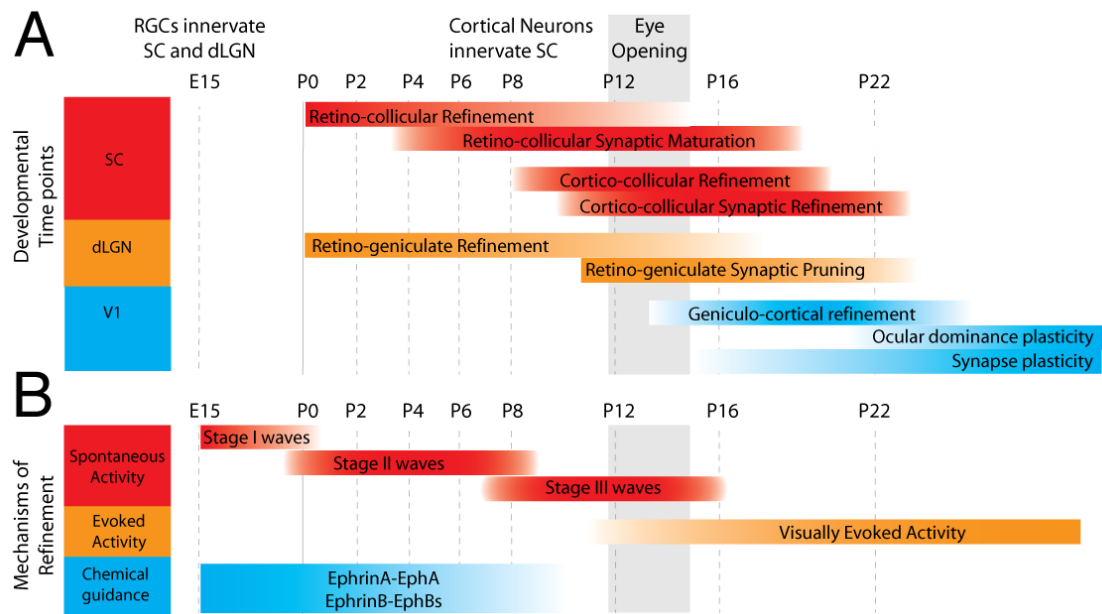 A
RGCs innervate
SC and dLGN
Cortical Neurons
innervate SC
Eye
Opening
E15 P0 P2 P4 P6 P8 P12 P16 P22
Developmental
Time points
SC
Retino-collicular Refinement
Retino-collicular Synaptic Maturation
Cortico-collicular Refinement
Cortico-collicular Synaptic Refinement
dLGN
Retino-geniculate Refinement
Retino-geniculate Synaptic Pruning
V1
Geniculo-cortical refinement
Ocular dominance plasticity
Synapse plasticity
B
E15 P0 P2 P4 P6 P8 P12 P16 P22
Mechanisms of
Refinement
Spontaneous
Activity
Stage I waves
Stage II waves
Stage III waves
Evoked
Activity
Visually Evoked Activity
Chemical
guidance
EphrinA-EphA
EphrinB-EphBs